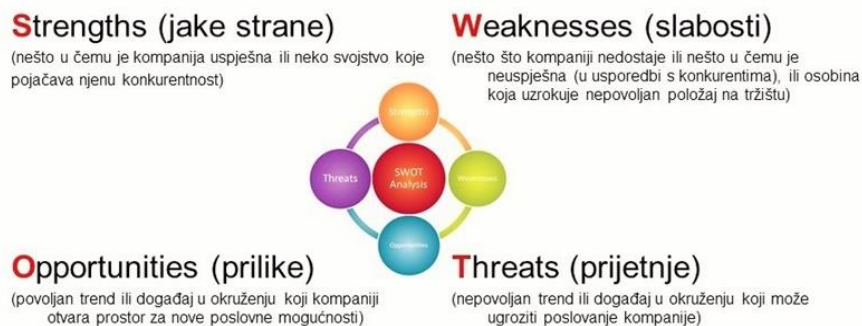 Strengths (jake strane)
(nešto u čemu je kompanija uspješna ili neko svojstvo koje
pojačava njenu konkurentnost)
Weaknesses (slabosti)
(nešto što kompaniji nedostaje ili nešto u čemu je
neuspješna (u usporedbi s konkurentima), ili osobina
koja uzrokuje nepovoljan položaj na tržištu)
Strengths
Threats
SWOT
Analysis
Weaknesses
Opportunities
Opportunities (prilike)
(povoljan trend ili događaj u okruženju koji kompaniji
otvara prostor za nove poslovne mogućnosti)
Threats (prijetnje)
(nepovoljan trend ili događaj u okruženju koji može
ugroziti poslovanje kompanije)